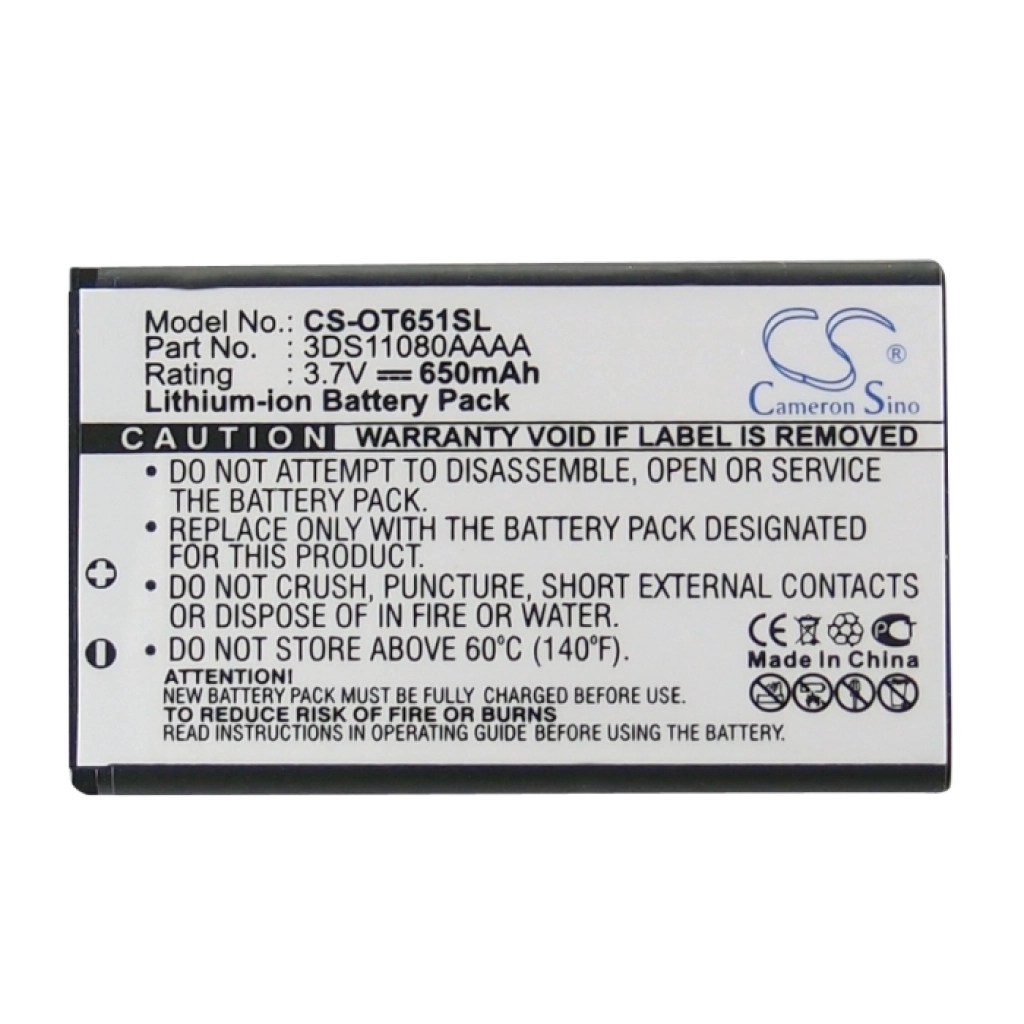 Model No.: CS-OT651SL
Part No. : 3DS11080AAAA
Rating : 3.7V 650mAh
Lithium-ion Battery Pack
CS ®
Cameron Sino
CAUTION WARRANTY VOID IF LABEL IS REMOVED
• DO NOT ATTEMPT TO DISASSEMBLE, OPEN OR SERVICE
THE BATTERY PACK.
• REPLACE ONLY WITH THE BATTERY PACK DESIGNATED
FOR THIS PRODUCT.
• DO NOT CRUSH, PUNCTURE, SHORT EXTERNAL CONTACTS
OR DISPOSE OF IN FIRE OR WATER.
• DO NOT STORE ABOVE 60°C (140°F).
CE
Made In China
ATTENTION!
NEW BATTERY PACK MUST BE FULLY CHARGED BEFORE USE.
TO REDUCE RISK OF FIRE OR BURNS
READ INSTRUCTIONS IN OPERATING GUIDE BEFORE USING THE BATTERY.